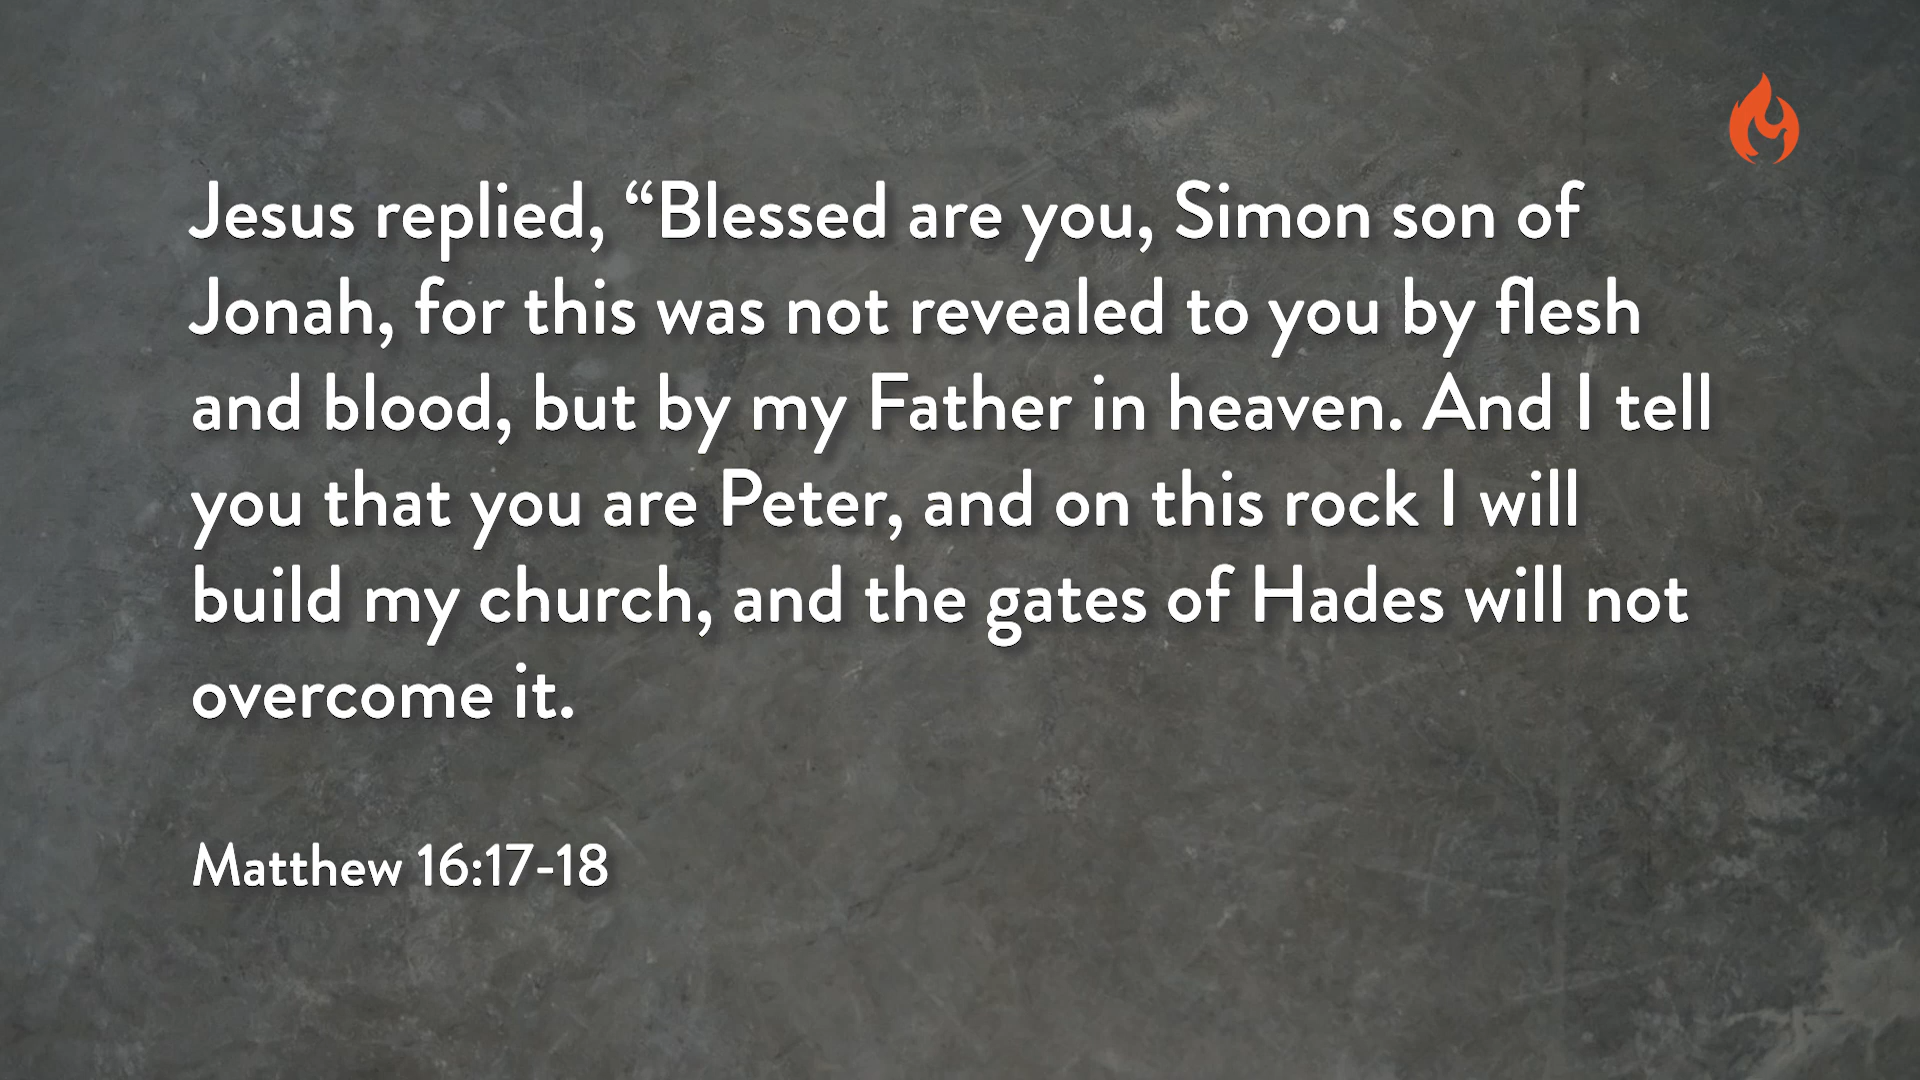 Jesus replied, “Blessed are you, Simon son of
Jonah, for this was not revealed to you by flesh
and blood, but by my Father in heaven. And I tell
you that you are Peter, and on this rock I will
build my church, and the gates of Hades will not
overcome it.
Matthew 16:17-18